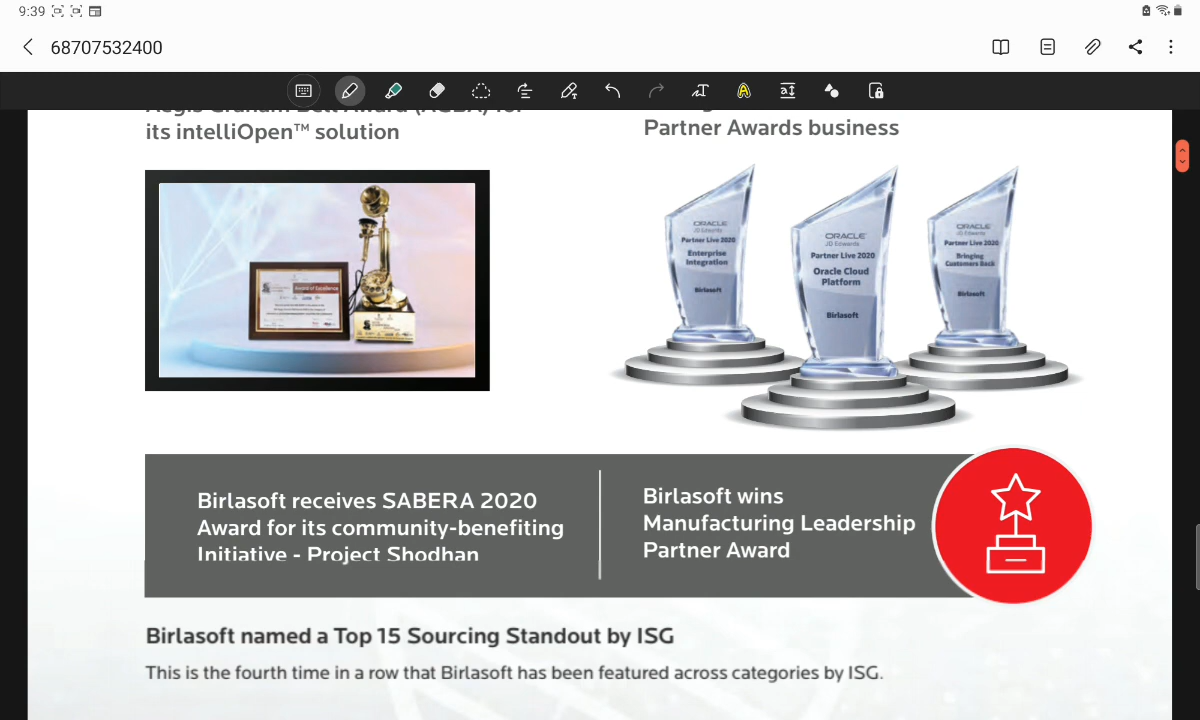 9:39
68707532400
its intelliOpen™ solution
Partner Awards business
Award of Excellence
ORACLE
JD Edwards
Partner Live 2020
Enterprise
Integration
Birlasoft
ORACLE
JD Edwards
Partner Live 2020
Oracle Cloud
Platform
Birlasoft
ORACLE
JD Edwards
Partner Live 2020
Bringing
Customers Back
Birlasoft
Birlasoft receives SABERA 2020
Award for its community-benefiting
Initiative - Project Shodhan
Birlasoft wins
Manufacturing Leadership
Partner Award
Birlasoft named a Top 15 Sourcing Standout by ISG
This is the fourth time in a row that Birlasoft has been featured across categories by ISG.